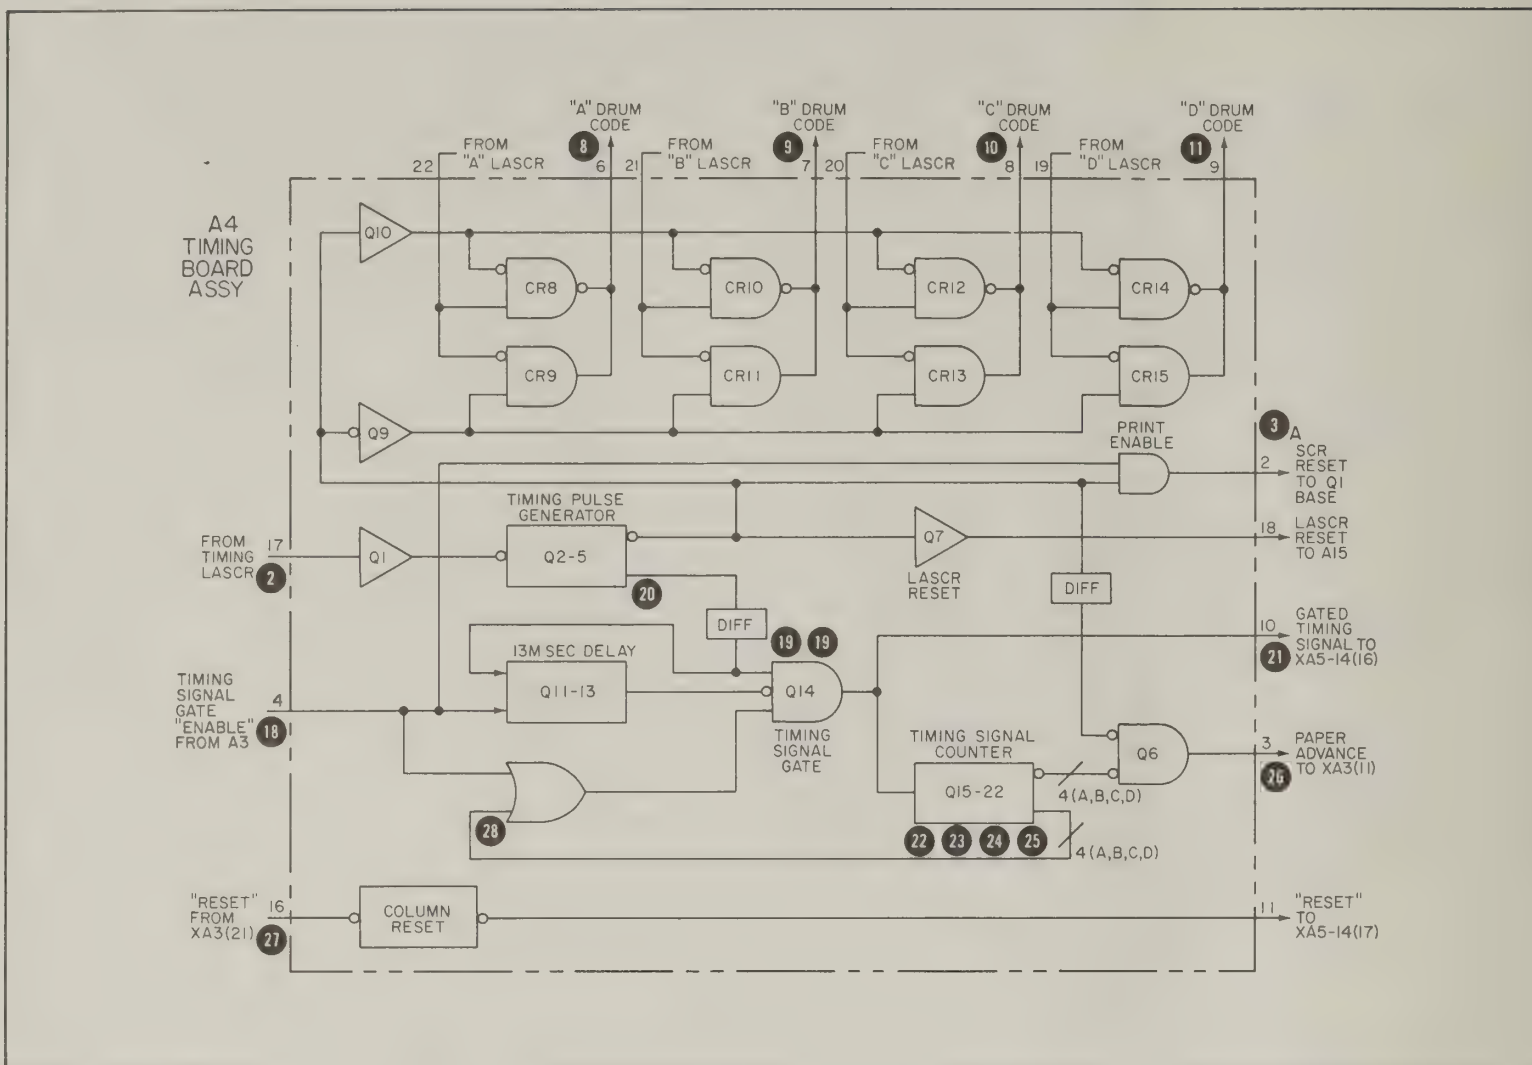 "A" DRUM
CODE
8
6
FROM
"A" LASCR
22
"B" DRUM
CODE
9
7
FROM
"B" LASCR
21
"C" DRUM
CODE
10
8
FROM
"C" LASCR
20
"D" DRUM
CODE
11
9
FROM
"D" LASCR
19
A4
TIMING
BOARD
ASSY
Q10
CR8
CR10
CR12
CR14
CR9
CR11
CR13
CR15
Q9
PRINT
ENABLE
3
A
2
SCR
RESET
TO Q1
BASE
FROM
TIMING
LASCR
17
2
Q1
TIMING PULSE
GENERATOR
Q2-5
20
Q7
LASCR
RESET
18
LASCR
RESET
TO A15
DIFF
DIFF
TIMING
SIGNAL
GATE
"ENABLE"
FROM A3
4
18
13M SEC DELAY
Q11-13
19
19
Q14
TIMING
SIGNAL
GATE
10
21
GATED
TIMING
SIGNAL TO
XA5-14(16)
TIMING SIGNAL
COUNTER
Q15-22
22
23
24
25
4(A,B,C,D)
4(A,B,C,D)
Q6
3
26
PAPER
ADVANCE
TO XA3(11)
28
"RESET"
FROM
XA3(21)
16
27
COLUMN
RESET
11
"RESET"
TO
XA5-14(17)